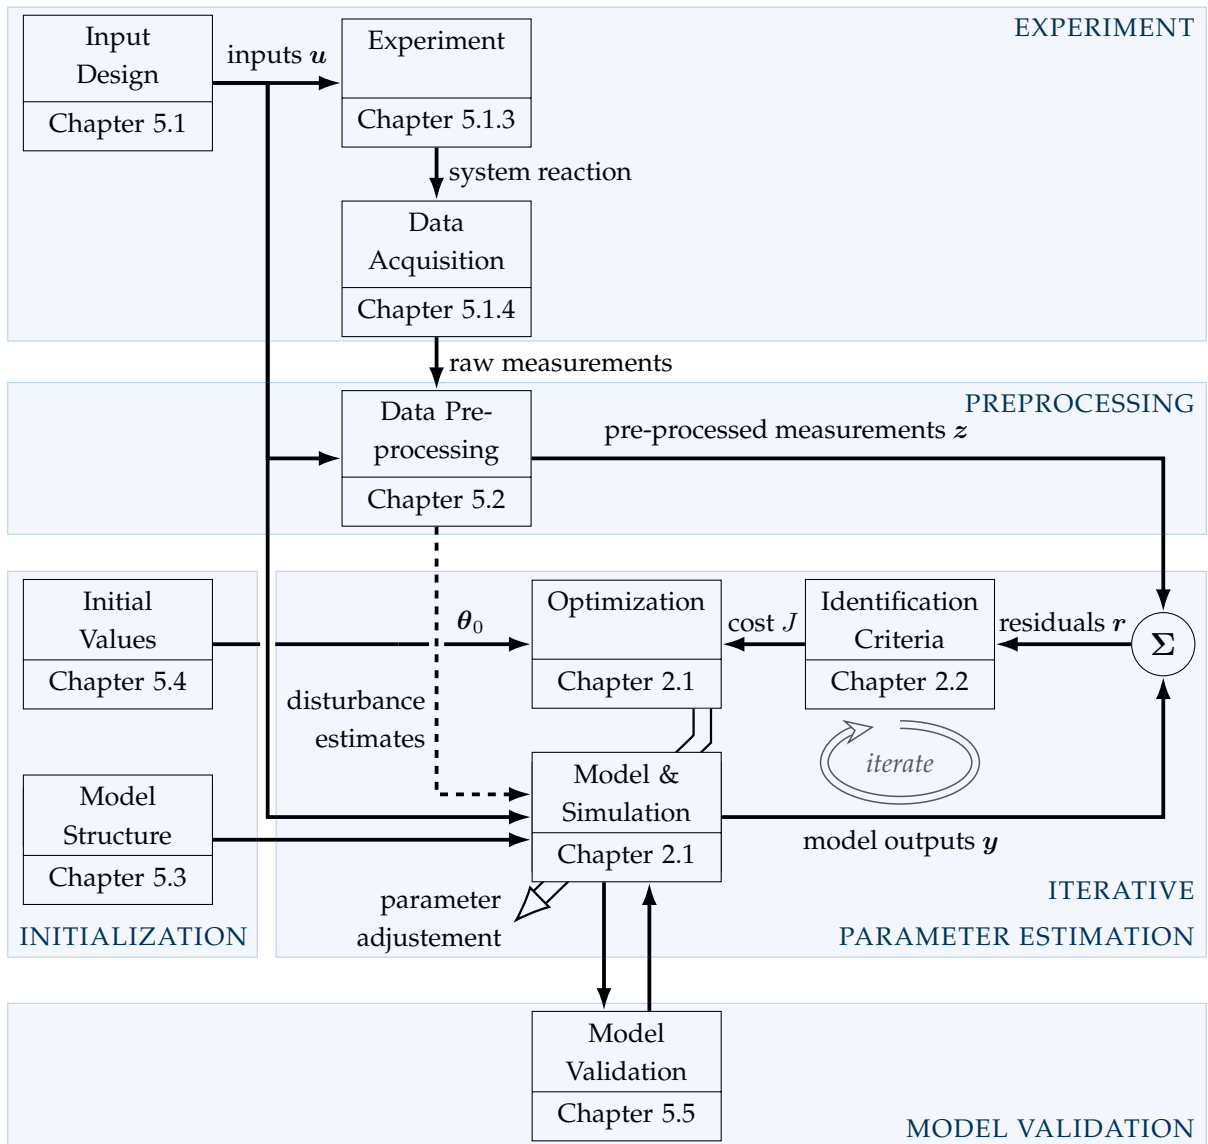 EXPERIMENT
Input
Design
Chapter 5.1
inputs u
Experiment
Chapter 5.1.3
system reaction
Data
Acquisition
Chapter 5.1.4
raw measurements
PREPROCESSING
Data Pre-
processing
Chapter 5.2
pre-processed measurements z
Initial
Values
Chapter 5.4
θ0
Optimization
Chapter 2.1
cost J
Identification
Criteria
Chapter 2.2
residuals r
Σ
disturbance
estimates
iterate
Model
Structure
Chapter 5.3
Model &
Simulation
Chapter 2.1
model outputs y
parameter
adjustement
INITIALIZATION
ITERATIVE
PARAMETER ESTIMATION
Model
Validation
Chapter 5.5
MODEL VALIDATION